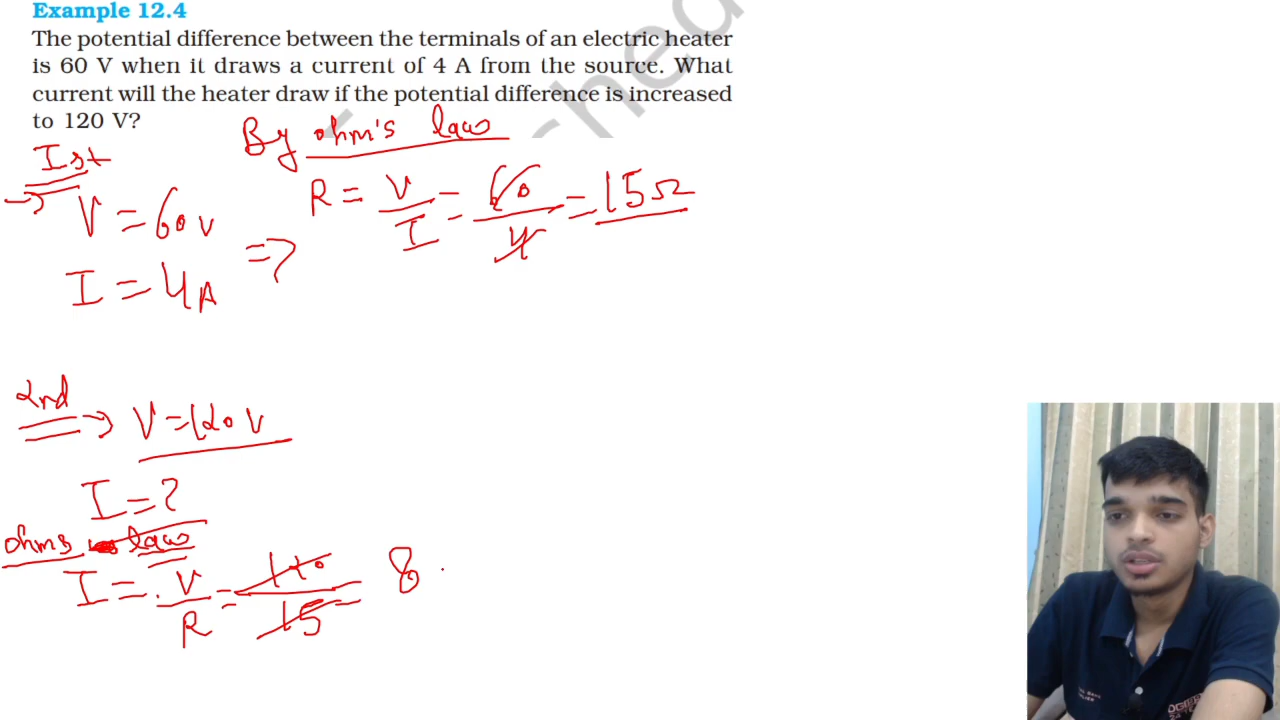 Example 12.4
The potential difference between the terminals of an electric heater
is 60 V when it draws a current of 4 A from the source. What
current will the heater draw if the potential difference is increased
to 120 V?
By ohm's law
Ist
R = V/I = 60/4 = 15Ω
V = 60v
I = 4A
=>
2nd
V = 120 V
I = ?
ohms law
I = V/R = 120/15 = 8